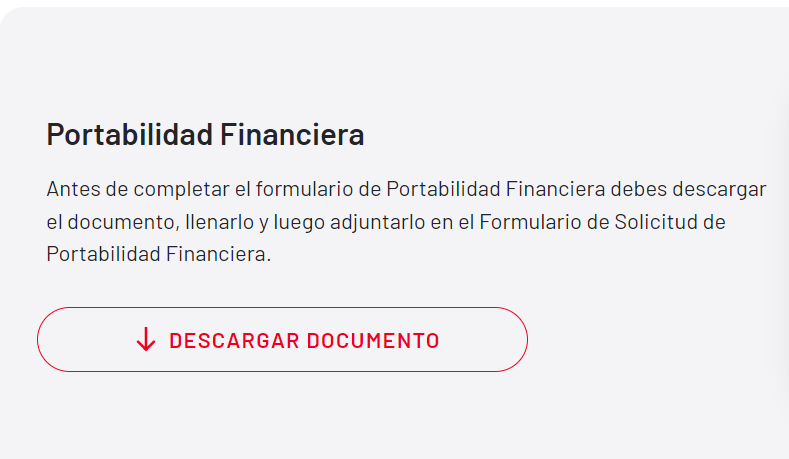 Portabilidad Financiera
Antes de completar el formulario de Portabilidad Financiera debes descargar
el documento, llenarlo y luego adjuntarlo en el Formulario de Solicitud de
Portabilidad Financiera.
DESCARGAR DOCUMENTO